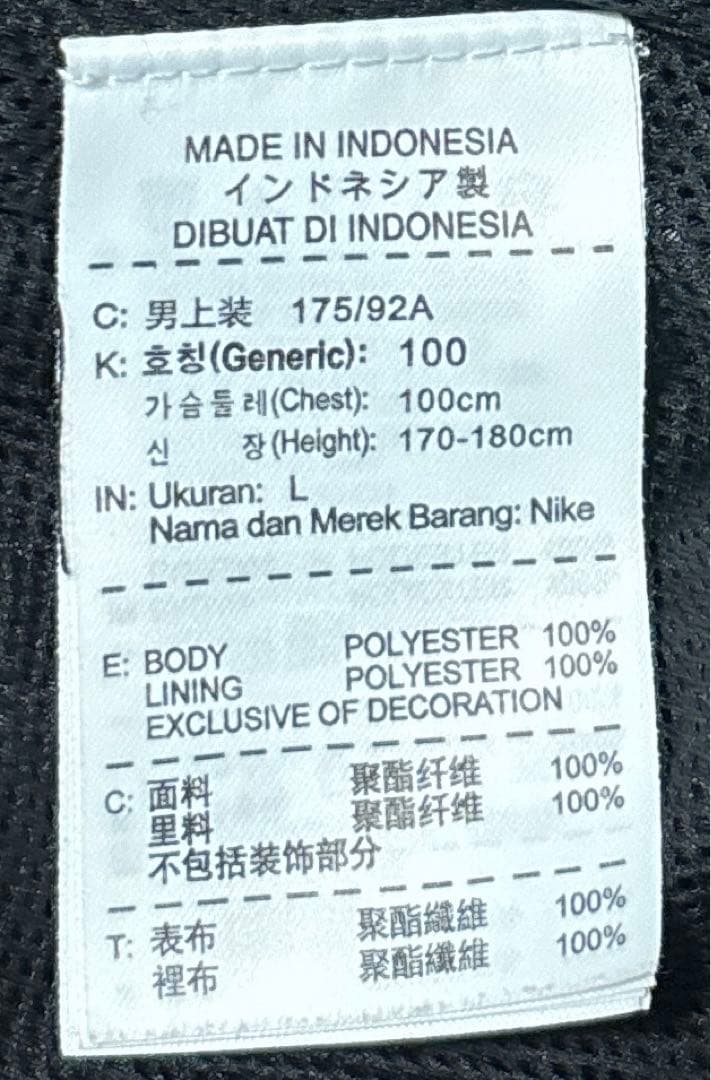 MADE IN INDONESIA
インドネシア製
DIBUAT DI INDONESIA
C: 男上装 175/92A
K: 호칭(Generic): 100
가슴둘레(Chest): 100cm
신 장(Height): 170-180cm
IN: Ukuran: L
Nama dan Merek Barang: Nike
E: BODY POLYESTER 100%
LINING POLYESTER 100%
EXCLUSIVE OF DECORATION
C: 面料 聚酯纤维 100%
里料 聚酯纤维 100%
不包括装饰部分
T: 表布 聚酯纖維 100%
裡布 聚酯纖維 100%